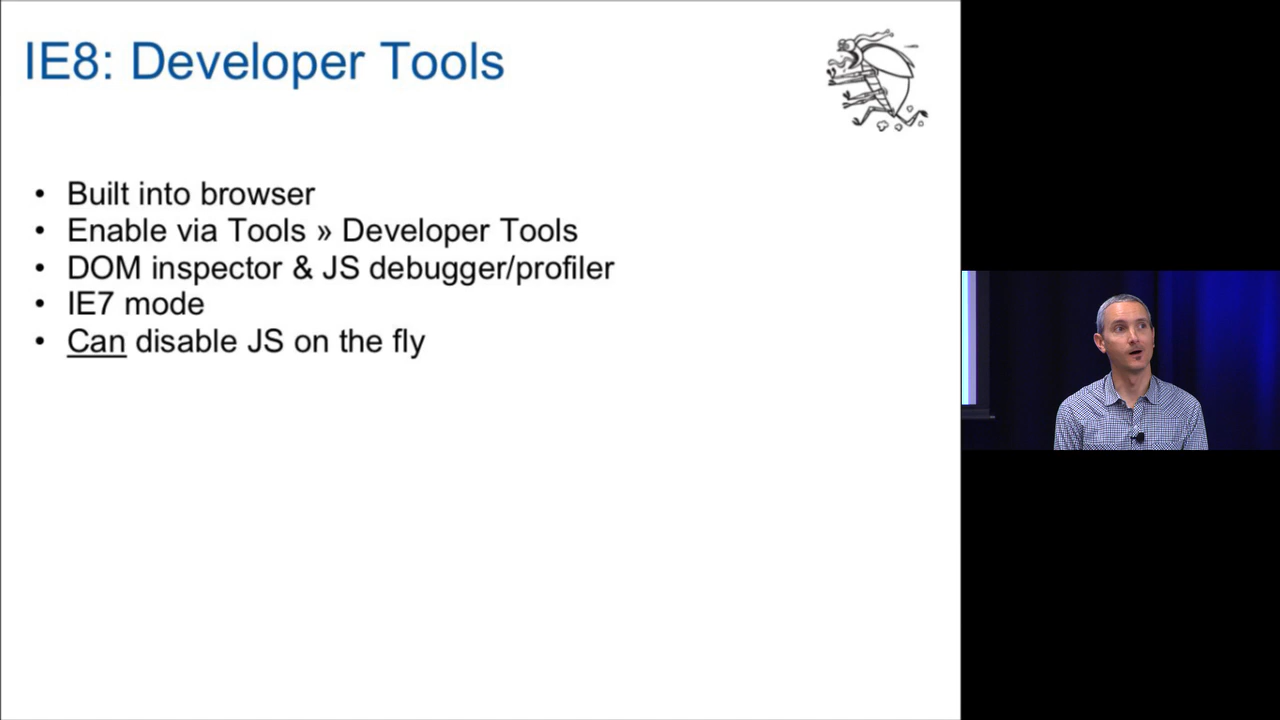 IE8: Developer Tools
• Built into browser
• Enable via Tools » Developer Tools
• DOM inspector & JS debugger/profiler
• IE7 mode
• Can disable JS on the fly